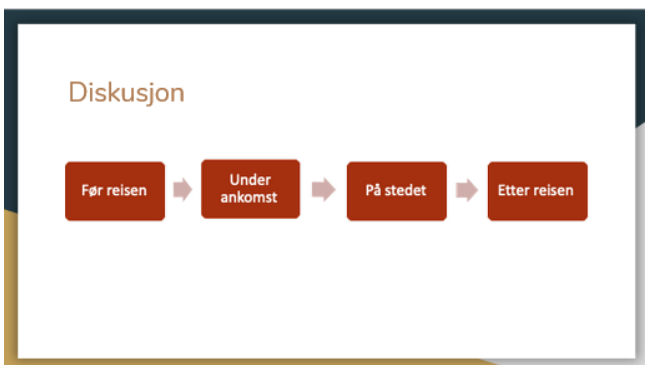 Diskusjon
Før reisen
Under
ankomst
På stedet
Etter reisen